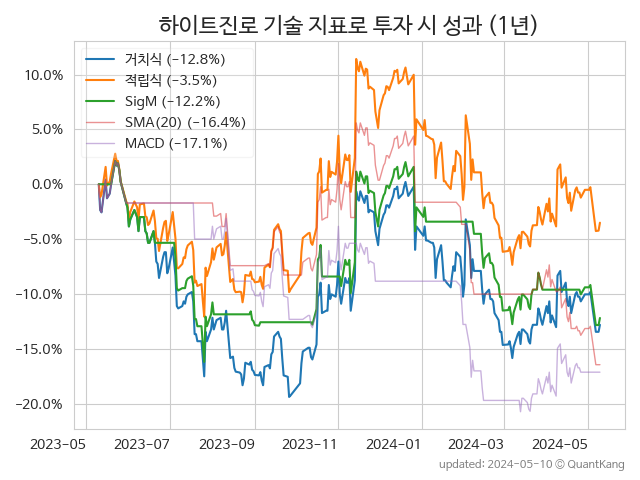 하이트진로 기술 지표로 투자 시 성과 (1년)
거치식 (−12.8%)
적립식 (−3.5%)
SigM (−12.2%)
SMA(20) (−16.4%)
MACD (−17.1%)
10.0%
5.0%
0.0%
−5.0%
−10.0%
−15.0%
−20.0%
2023-05 2023-07 2023-09 2023-11 2024-01 2024-03 2024-05
updated: 2024-05-10 © QuantKang